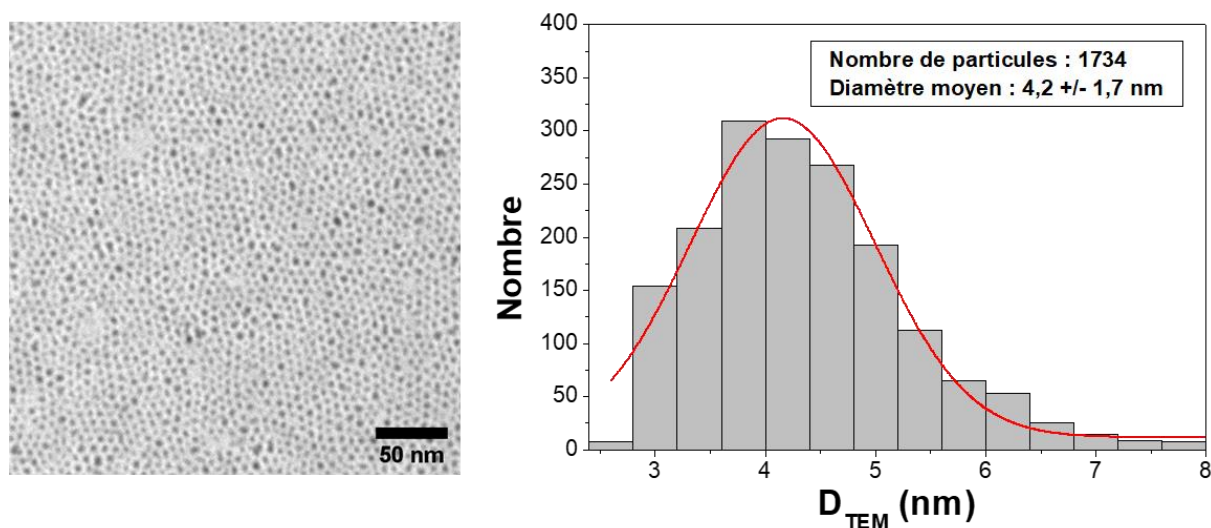 50 nm
400
350
300
250
200
150
100
50
0
Nombre
Nombre de particules : 1734
Diamètre moyen : 4,2 +/- 1,7 nm
3 4 5 6 7 8
D_TEM (nm)